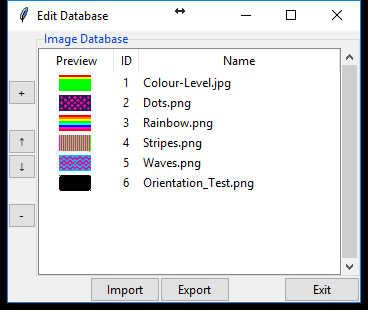 Edit Database
Image Database
Preview ID Name
1 Colour-Level.jpg
2 Dots.png
3 Rainbow.png
4 Stripes.png
5 Waves.png
6 Orientation_Test.png
+
↑
↓
-
Import Export Exit